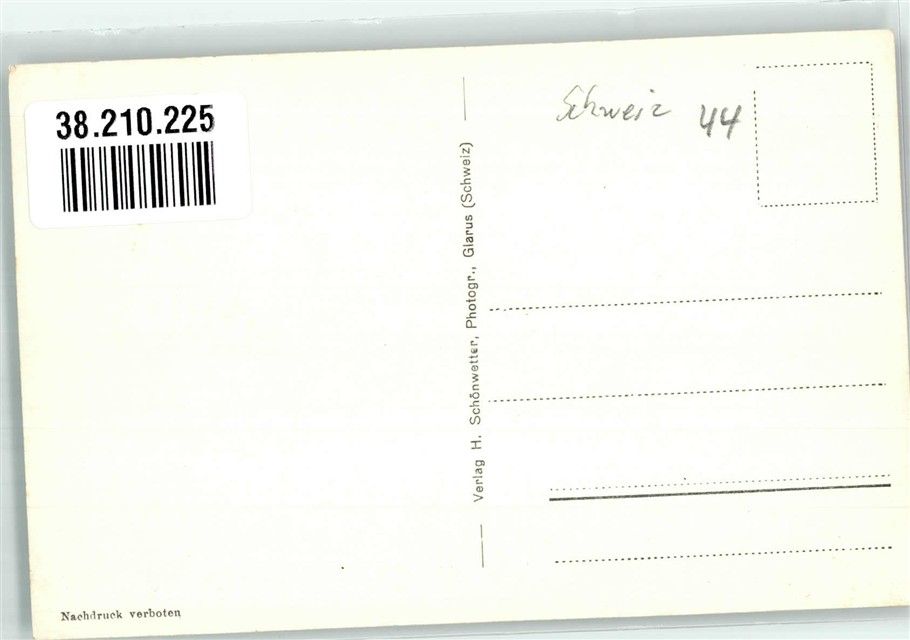 38.210.225
Schweiz 44
Verlag H. Schönwetter, Photogr., Glarus (Schweiz)
Nachdruck verboten